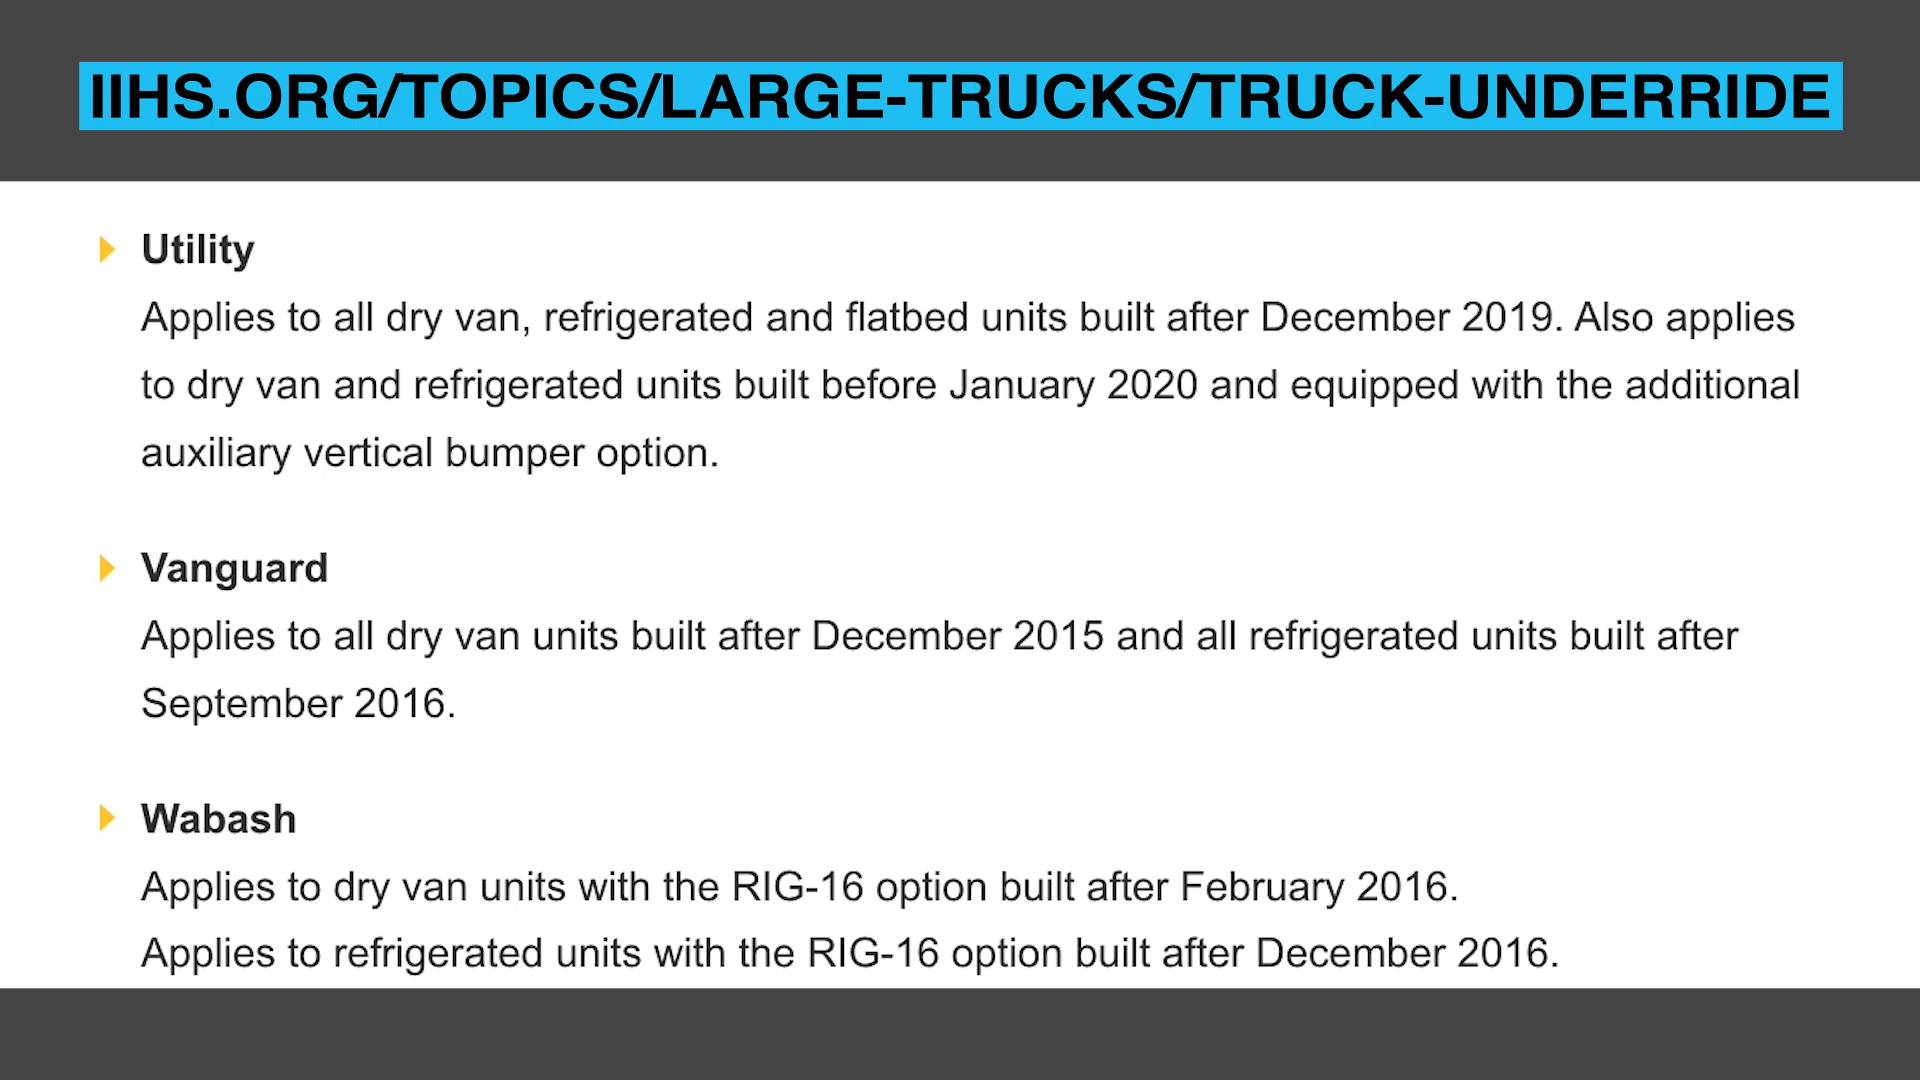 IIHS.ORG/TOPICS/LARGE-TRUCKS/TRUCK-UNDERRIDE
Utility
Applies to all dry van, refrigerated and flatbed units built after December 2019. Also applies
to dry van and refrigerated units built before January 2020 and equipped with the additional
auxiliary vertical bumper option.
Vanguard
Applies to all dry van units built after December 2015 and all refrigerated units built after
September 2016.
Wabash
Applies to dry van units with the RIG-16 option built after February 2016.
Applies to refrigerated units with the RIG-16 option built after December 2016.